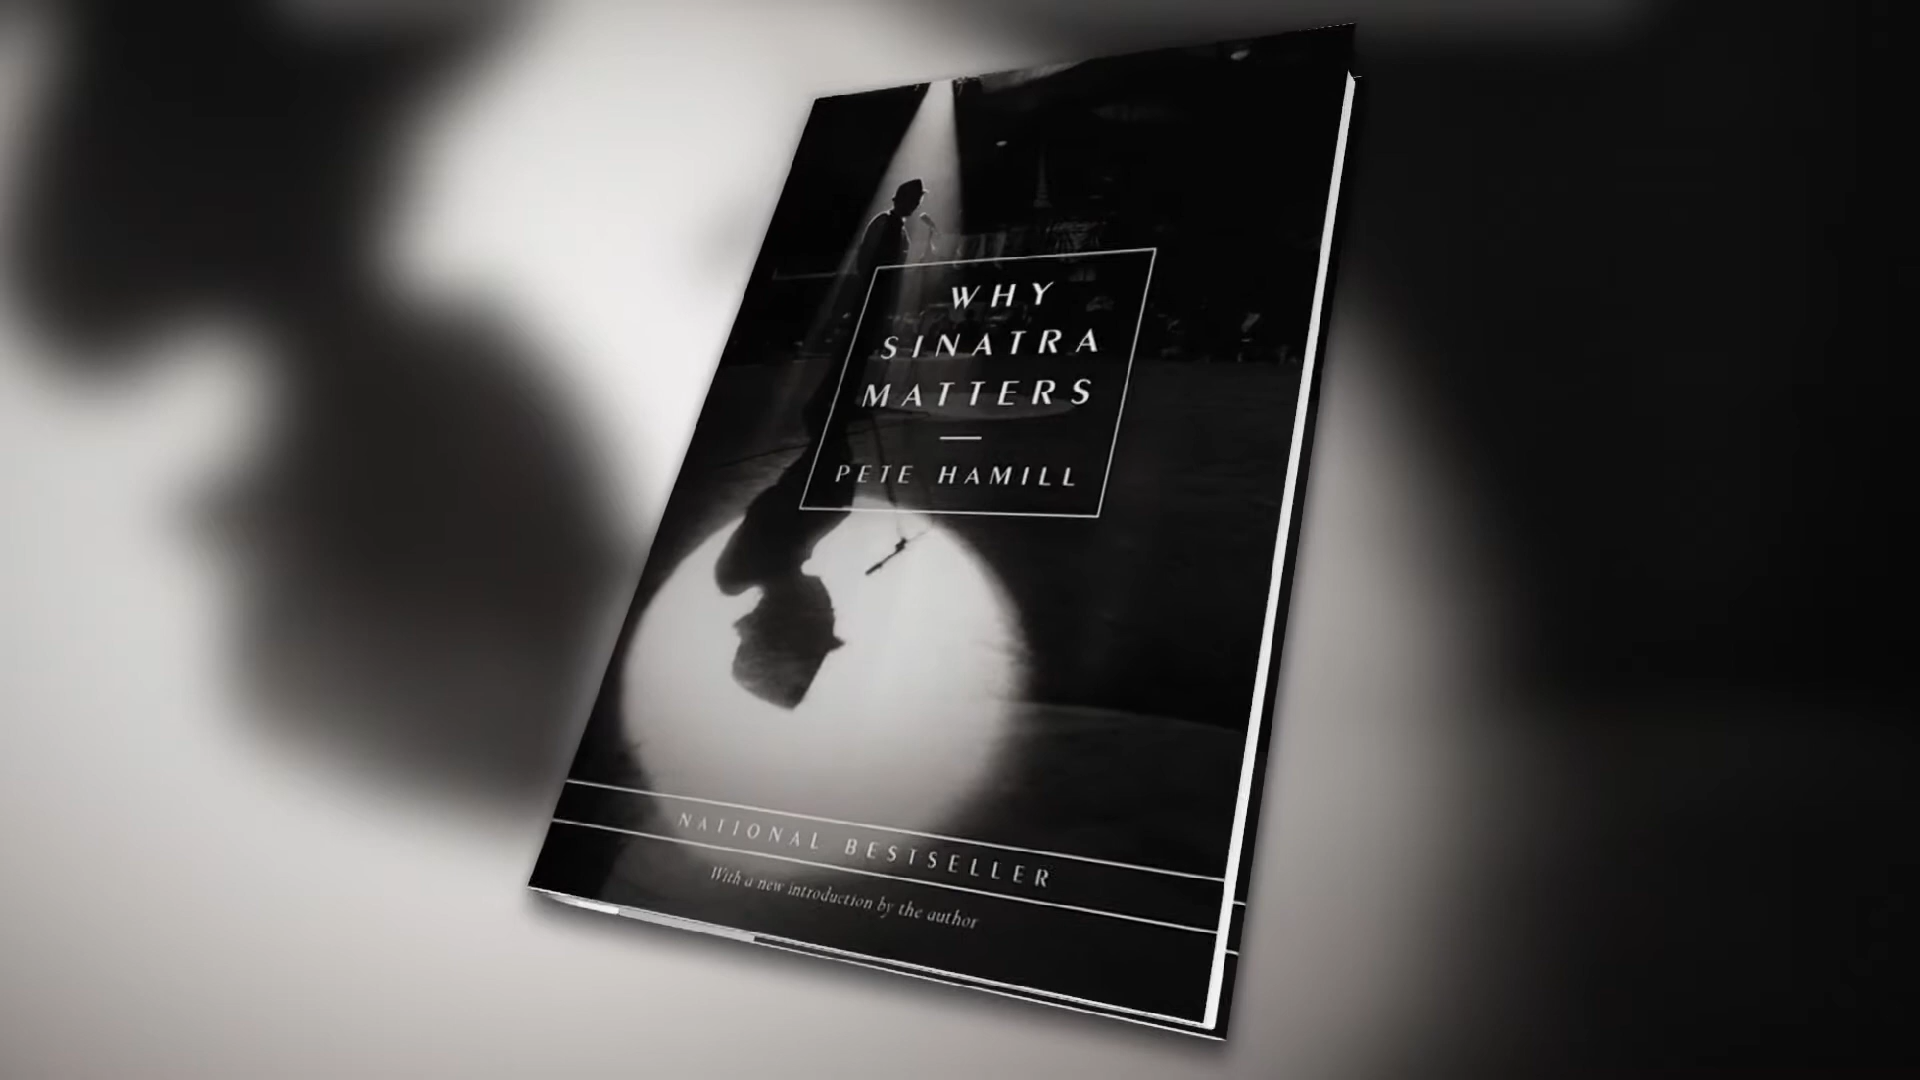 WHY
SINATRA
MATTERS
PETE HAMILL
NATIONAL BESTSELLER
With a new introduction by the author